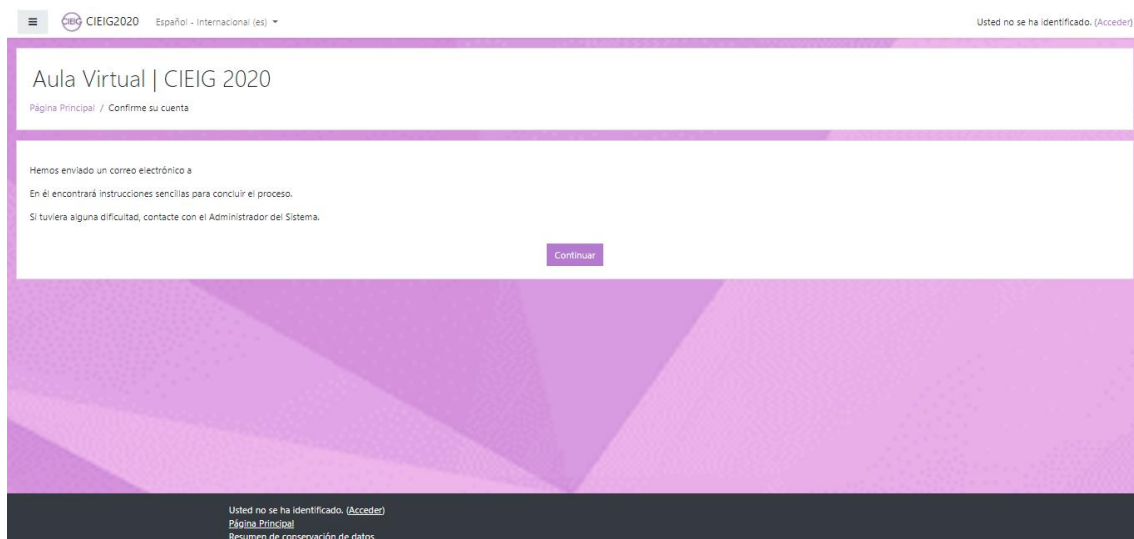 CIEIG CIEIG2020 Español - Internacional (es)
Usted no se ha identificado. (Acceder)
Aula Virtual | CIEIG 2020
Página Principal / Confirme su cuenta
Hemos enviado un correo electrónico a
En él encontrará instrucciones sencillas para concluir el proceso.
Si tuviera alguna dificultad, contacte con el Administrador del Sistema.
Continuar
Usted no se ha identificado. (Acceder)
Página Principal
Resumen de conservación de datos